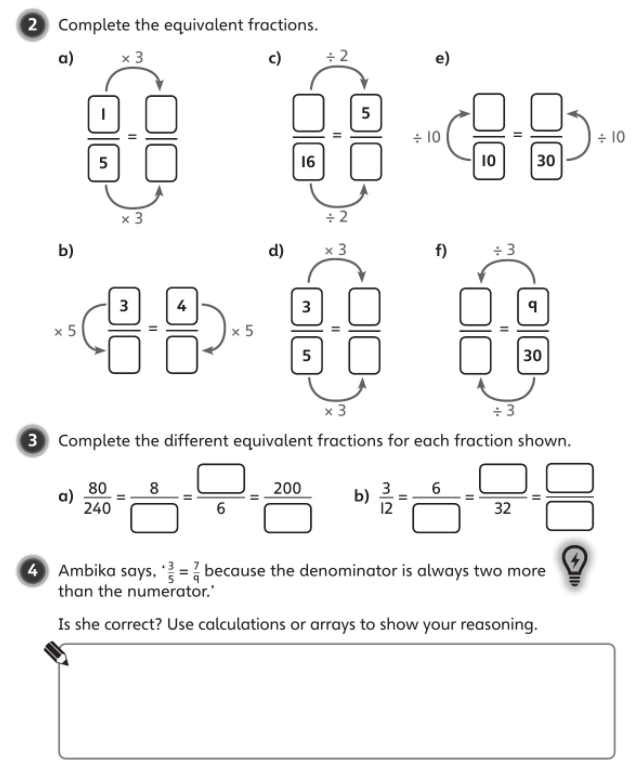 2 Complete the equivalent fractions.
a) × 3 c) ÷ 2 e)
1 = 5
5 16 = ÷ 10 10 = 30 ÷ 10
× 3 ÷ 2
b) d) × 3 f) ÷ 3
3 = 4 3 9
× 5 × 5 = =
5 30
× 3 ÷ 3
3 Complete the different equivalent fractions for each fraction shown.
a) 80/240 = 8/ = /6 = 200/ b) 3/12 = 6/ = /32 =
4 Ambika says, ‘3/5 = 7/9 because the denominator is always two more
than the numerator.’
Is she correct? Use calculations or arrays to show your reasoning.